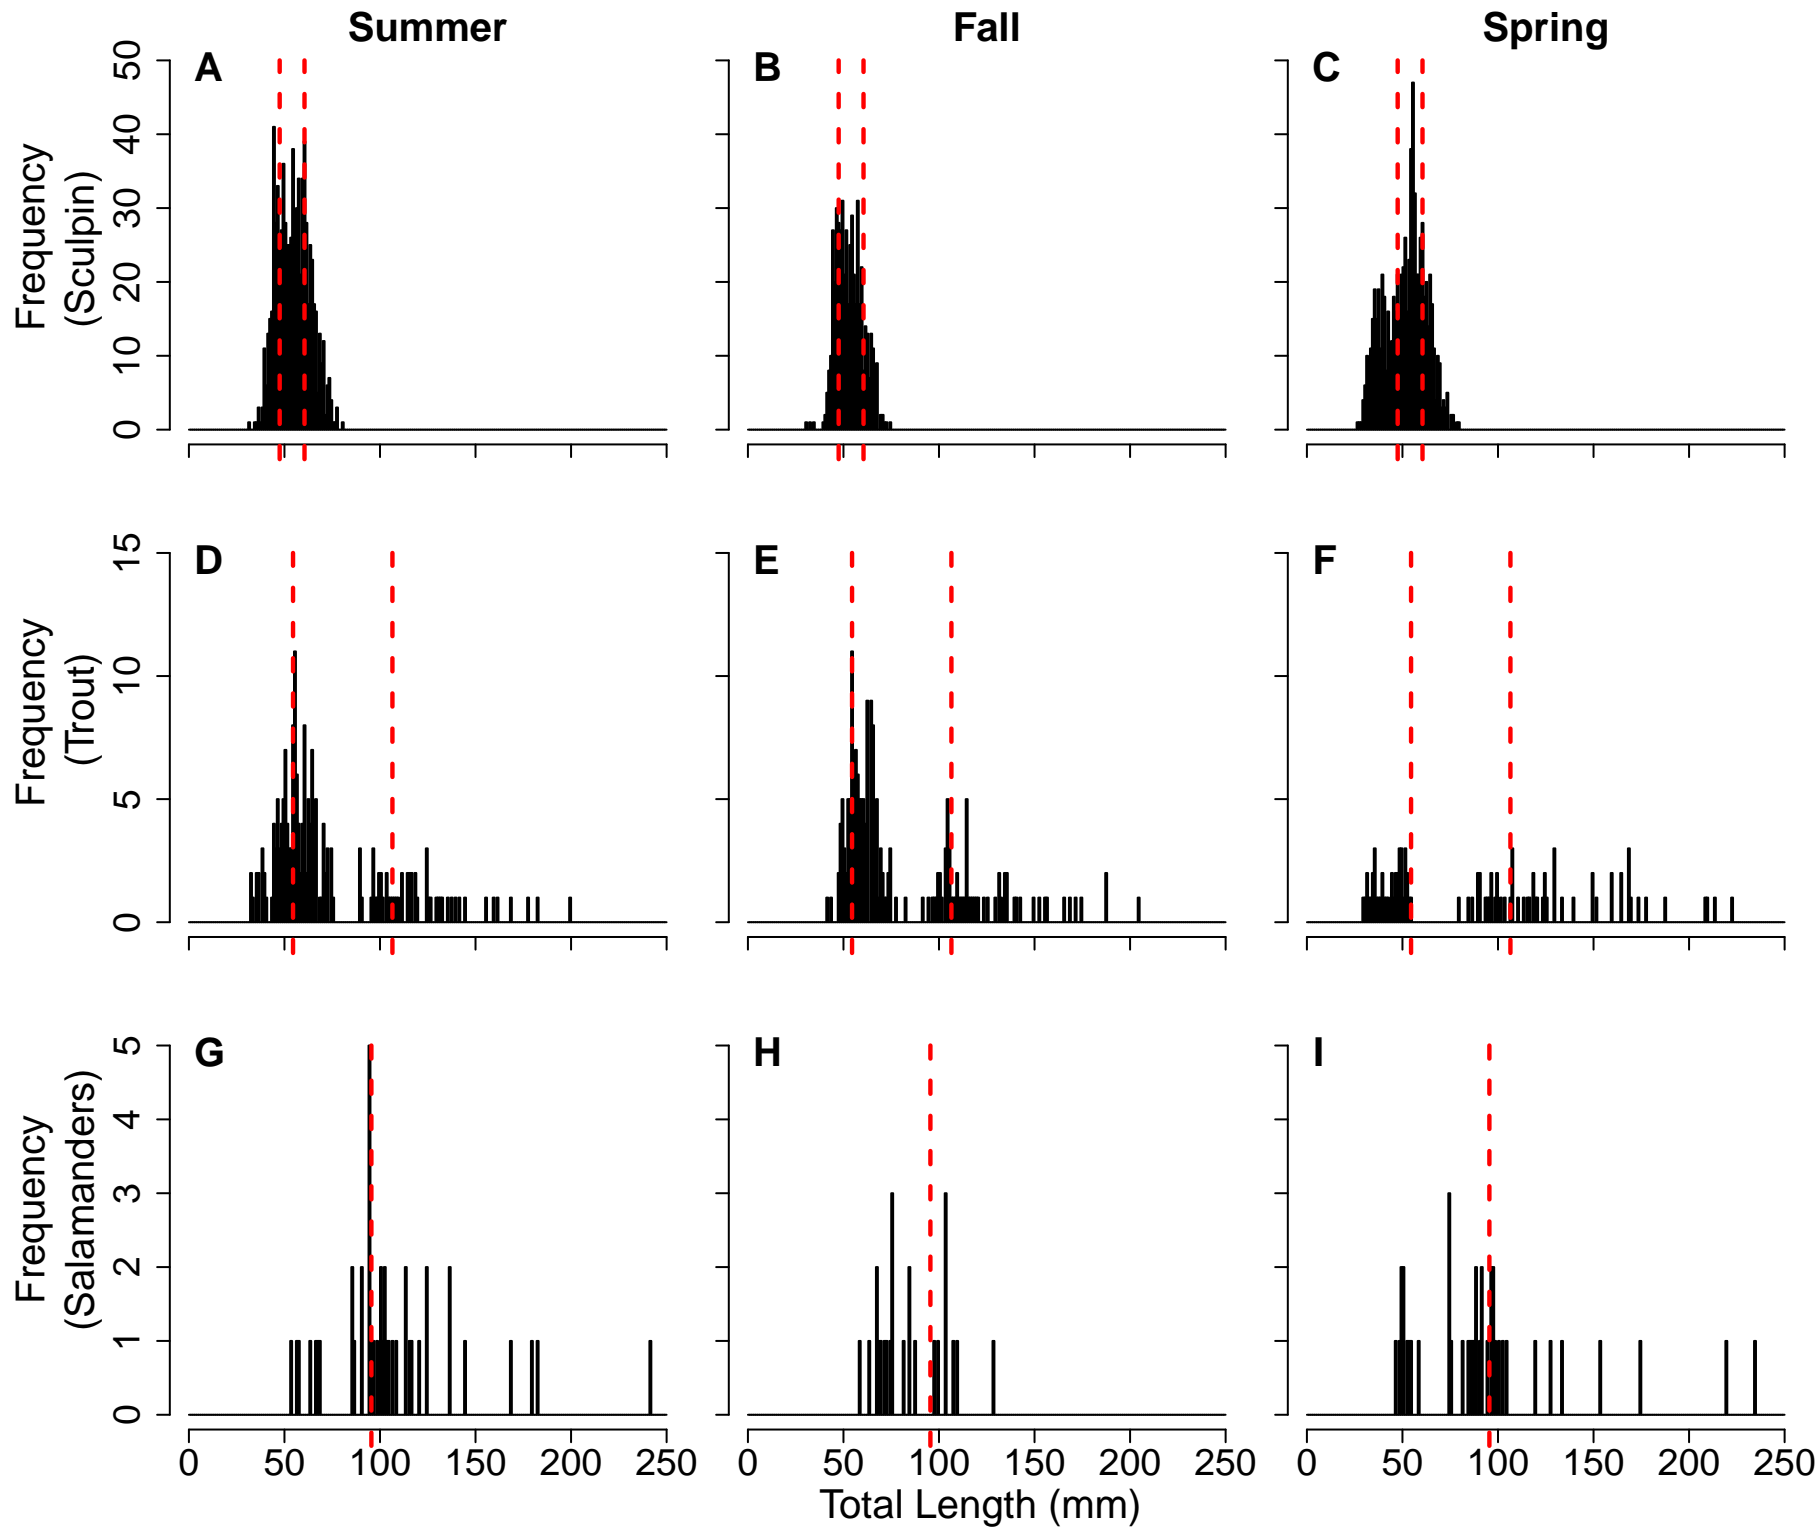 Summer Fall Spring
A B C
Frequency
(Sculpin)
0 10 20 30 40 50
D E F
Frequency
(Trout)
0 5 10 15
G H I
Frequency
(Salamanders)
0 1 2 3 4 5
0 50 100 150 200 250 0 50 100 150 200 250 0 50 100 150 200 250
Total Length (mm)